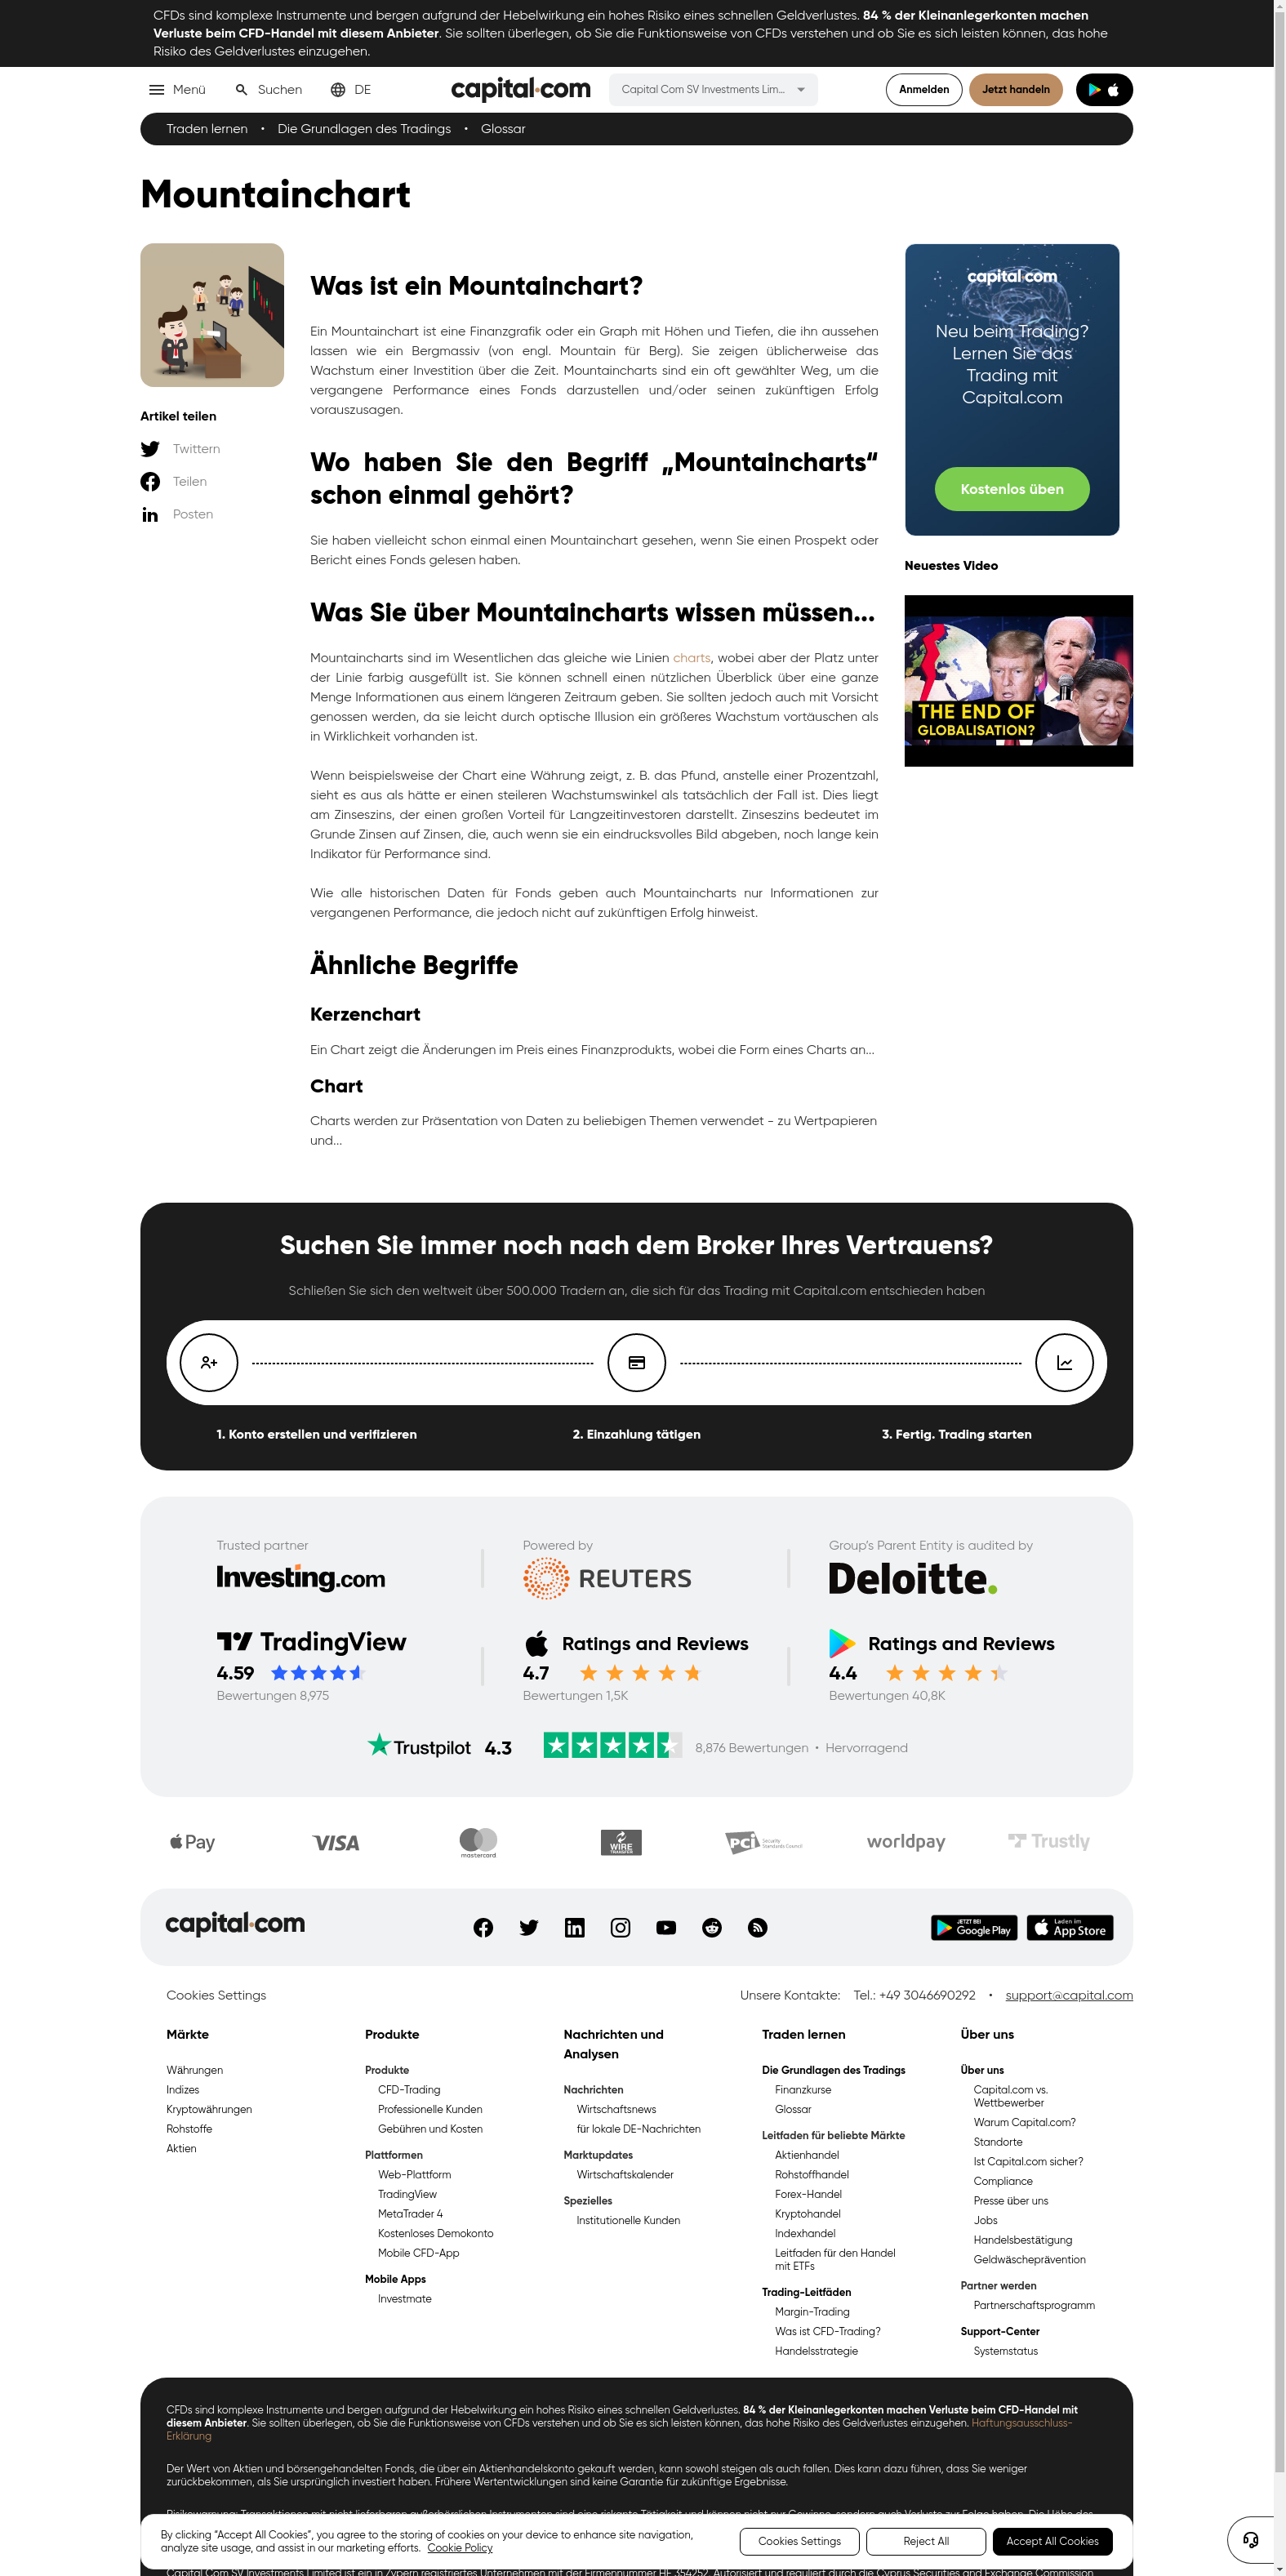 CFDs sind komplexe Instrumente und bergen aufgrund der Hebelwirkung ein hohes Risiko eines schnellen Geldverlustes. 84 % der Kleinanlegerkonten machen
Verluste beim CFD-Handel mit diesem Anbieter. Sie sollten überlegen, ob Sie die Funktionsweise von CFDs verstehen und ob Sie es sich leisten können, das hohe
Risiko des Geldverlustes einzugehen.
Menü
Suchen
DE
capital.com
Capital Com SV Investments Lim...
Anmelden
Jetzt handeln
Traden lernen • Die Grundlagen des Tradings • Glossar
Mountainchart
Artikel teilen
Twittern
Teilen
Posten
Was ist ein Mountainchart?
Ein Mountainchart ist eine Finanzgrafik oder ein Graph mit Höhen und Tiefen, die ihn aussehen
lassen wie ein Bergmassiv (von engl. Mountain für Berg). Sie zeigen üblicherweise das
Wachstum einer Investition über die Zeit. Mountaincharts sind ein oft gewählter Weg, um die
vergangene Performance eines Fonds darzustellen und/oder seinen zukünftigen Erfolg
vorauszusagen.
Wo haben Sie den Begriff „Mountaincharts“
schon einmal gehört?
Sie haben vielleicht schon einmal einen Mountainchart gesehen, wenn Sie einen Prospekt oder
Bericht eines Fonds gelesen haben.
Was Sie über Mountaincharts wissen müssen...
Mountaincharts sind im Wesentlichen das gleiche wie Linien charts, wobei aber der Platz unter
der Linie farbig ausgefüllt ist. Sie können schnell einen nützlichen Überblick über eine ganze
Menge Informationen aus einem längeren Zeitraum geben. Sie sollten jedoch auch mit Vorsicht
genossen werden, da sie leicht durch optische Illusion ein größeres Wachstum vortäuschen als
in Wirklichkeit vorhanden ist.
Wenn beispielsweise der Chart eine Währung zeigt, z. B. das Pfund, anstelle einer Prozentzahl,
sieht es aus als hätte er einen steileren Wachstumswinkel als tatsächlich der Fall ist. Dies liegt
am Zinseszins, der einen großen Vorteil für Langzeitinvestoren darstellt. Zinseszins bedeutet im
Grunde Zinsen auf Zinsen, die, auch wenn sie ein eindrucksvolles Bild abgeben, noch lange kein
Indikator für Performance sind.
Wie alle historischen Daten für Fonds geben auch Mountaincharts nur Informationen zur
vergangenen Performance, die jedoch nicht auf zukünftigen Erfolg hinweist.
Ähnliche Begriffe
Kerzenchart
Ein Chart zeigt die Änderungen im Preis eines Finanzprodukts, wobei die Form eines Charts an...
Chart
Charts werden zur Präsentation von Daten zu beliebigen Themen verwendet - zu Wertpapieren
und...
capital.com
Neu beim Trading?
Lernen Sie das
Trading mit
Capital.com
Kostenlos üben
Neuestes Video
THE END OF
GLOBALISATION?
Suchen Sie immer noch nach dem Broker Ihres Vertrauens?
Schließen Sie sich den weltweit über 500.000 Tradern an, die sich für das Trading mit Capital.com entschieden haben
1. Konto erstellen und verifizieren
2. Einzahlung tätigen
3. Fertig. Trading starten
Trusted partner
Investing.com
Powered by
REUTERS
Group's Parent Entity is audited by
Deloitte.
TradingView
4.59
Bewertungen 8,975
Ratings and Reviews
4.7
Bewertungen 1,5K
Ratings and Reviews
4.4
Bewertungen 40,8K
Trustpilot 4.3
8,876 Bewertungen • Hervorragend
Pay
VISA
mastercard
WIRE
TRANSFER
PCI Security
Standards Council
worldpay
Trustly
capital.com
JETZT BEI
Google Play
Laden im
App Store
Cookies Settings
Unsere Kontakte: Tel.: +49 3046690292 • support@capital.com
Märkte
Währungen
Indizes
Kryptowährungen
Rohstoffe
Aktien
Produkte
Produkte
CFD-Trading
Professionelle Kunden
Gebühren und Kosten
Plattformen
Web-Plattform
TradingView
MetaTrader 4
Kostenloses Demokonto
Mobile CFD-App
Mobile Apps
Investmate
Nachrichten und
Analysen
Nachrichten
Wirtschaftsnews
für lokale DE-Nachrichten
Marktupdates
Wirtschaftskalender
Spezielles
Institutionelle Kunden
Traden lernen
Die Grundlagen des Tradings
Finanzkurse
Glossar
Leitfaden für beliebte Märkte
Aktienhandel
Rohstoffhandel
Forex-Handel
Kryptohandel
Indexhandel
Leitfaden für den Handel
mit ETFs
Trading-Leitfäden
Margin-Trading
Was ist CFD-Trading?
Handelsstrategie
Über uns
Über uns
Capital.com vs.
Wettbewerber
Warum Capital.com?
Standorte
Ist Capital.com sicher?
Compliance
Presse über uns
Jobs
Handelsbestätigung
Geldwäscheprävention
Partner werden
Partnerschaftsprogramm
Support-Center
Systemstatus
CFDs sind komplexe Instrumente und bergen aufgrund der Hebelwirkung ein hohes Risiko eines schnellen Geldverlustes. 84 % der Kleinanlegerkonten machen Verluste beim CFD-Handel mit
diesem Anbieter. Sie sollten überlegen, ob Sie die Funktionsweise von CFDs verstehen und ob Sie es sich leisten können, das hohe Risiko des Geldverlustes einzugehen. Haftungsausschluss-
Erklärung
Der Wert von Aktien und börsengehandelten Fonds, die über ein Aktienhandelskonto gekauft werden, kann sowohl steigen als auch fallen. Dies kann dazu führen, dass Sie weniger
zurückbekommen, als Sie ursprünglich investiert haben. Frühere Wertentwicklungen sind keine Garantie für zukünftige Ergebnisse.
Risikowarnung: Transaktionen mit nicht lieferbaren außerbörslichen Instrumenten sind eine riskante Tätigkeit und können nicht nur Gewinne, sondern auch Verluste zur Folge haben. Die Höhe des
By clicking “Accept All Cookies”, you agree to the storing of cookies on your device to enhance site navigation,
analyze site usage, and assist in our marketing efforts. Cookie Policy
Cookies Settings
Reject All
Accept All Cookies
Capital Com SV Investments Limited ist ein in Zypern registriertes Unternehmen mit der Firmennummer HE 354252. Autorisiert und reguliert durch die Cyprus Securities and Exchange Commission